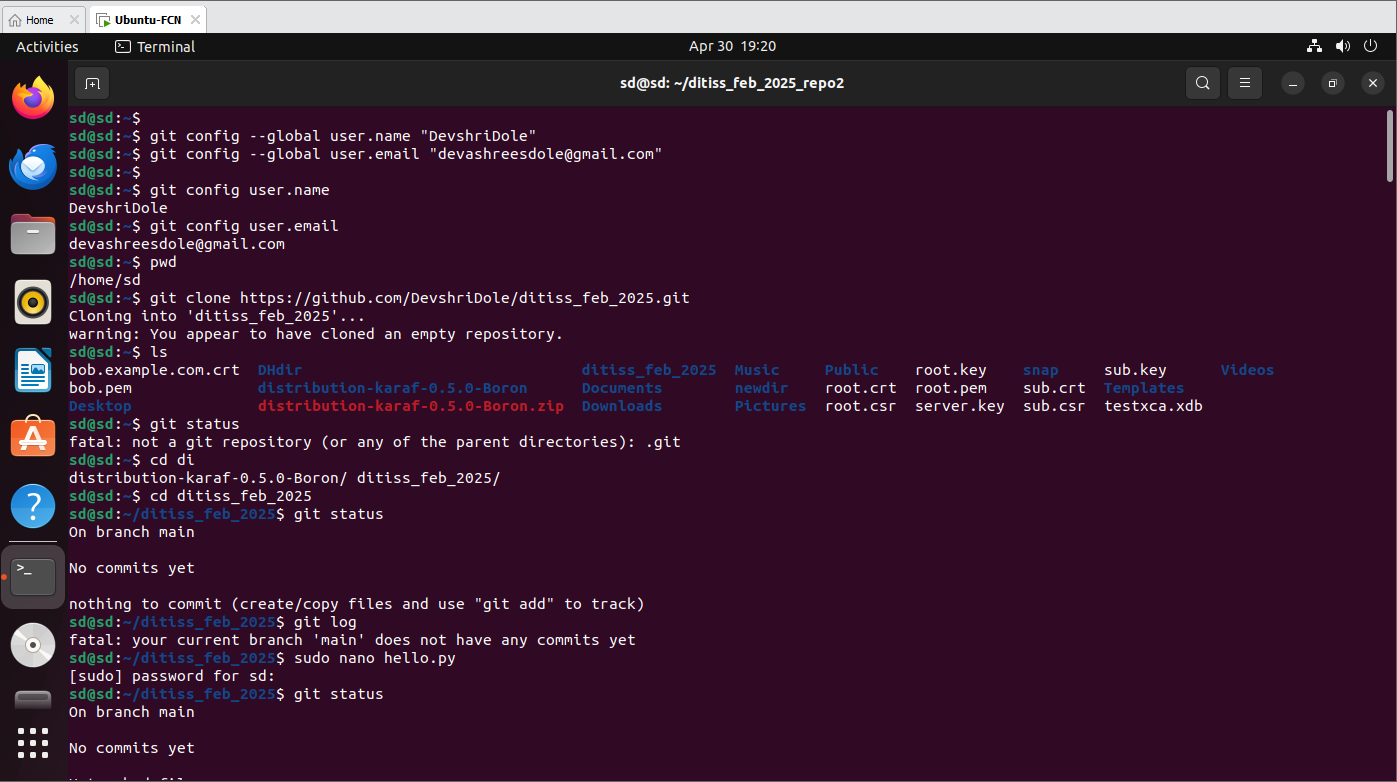 Home
Ubuntu-FCN
Activities
Terminal
Apr 30 19:20
sd@sd: ~/ditiss_feb_2025_repo2
sd@sd:~$
sd@sd:~$ git config --global user.name "DevshriDole"
sd@sd:~$ git config --global user.email "devashreesdole@gmail.com"
sd@sd:~$
sd@sd:~$ git config user.name
DevshriDole
sd@sd:~$ git config user.email
devashreesdole@gmail.com
sd@sd:~$ pwd
/home/sd
sd@sd:~$ git clone https://github.com/DevshriDole/ditiss_feb_2025.git
Cloning into 'ditiss_feb_2025'...
warning: You appear to have cloned an empty repository.
sd@sd:~$ ls
bob.example.com.crt DHdir ditiss_feb_2025 Music Public root.key snap sub.key Videos
bob.pem distribution-karaf-0.5.0-Boron Documents newdir root.crt root.pem sub.crt Templates
Desktop distribution-karaf-0.5.0-Boron.zip Downloads Pictures root.csr server.key sub.csr testxca.xdb
sd@sd:~$ git status
fatal: not a git repository (or any of the parent directories): .git
sd@sd:~$ cd di
distribution-karaf-0.5.0-Boron/ ditiss_feb_2025/
sd@sd:~$ cd ditiss_feb_2025
sd@sd:~/ditiss_feb_2025$ git status
On branch main
No commits yet
nothing to commit (create/copy files and use "git add" to track)
sd@sd:~/ditiss_feb_2025$ git log
fatal: your current branch 'main' does not have any commits yet
sd@sd:~/ditiss_feb_2025$ sudo nano hello.py
[sudo] password for sd:
sd@sd:~/ditiss_feb_2025$ git status
On branch main
No commits yet